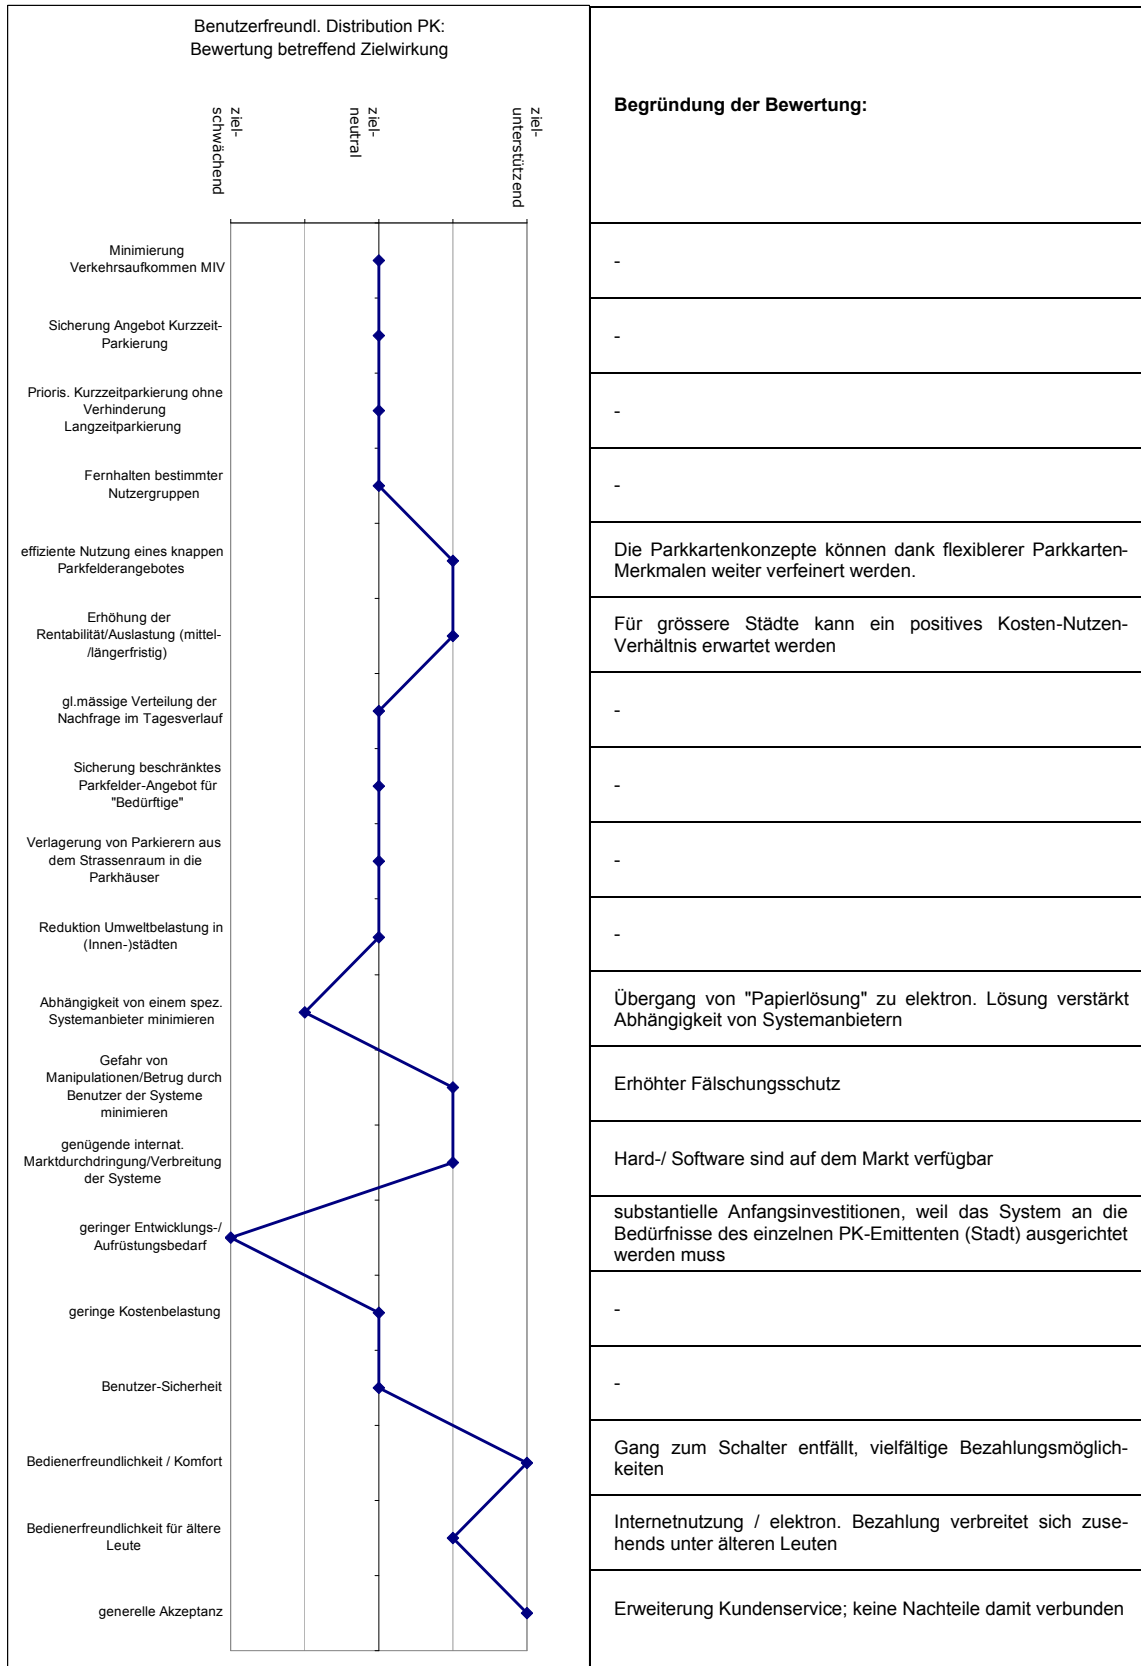 Benutzerfreundl. Distribution PK:
Bewertung betreffend Zielwirkung
ziel-
schwächend
ziel-
neutral
ziel-
unterstützend
Begründung der Bewertung:
Minimierung
Verkehrsaufkommen MIV
-
Sicherung Angebot Kurzzeit-
Parkierung
-
Prioris. Kurzzeitparkierung ohne
Verhinderung
Langzeitparkierung
-
Fernhalten bestimmter
Nutzergruppen
-
effiziente Nutzung eines knappen
Parkfelderangebotes
Die Parkkartenkonzepte können dank flexiblerer Parkkarten-
Merkmalen weiter verfeinert werden.
Erhöhung der
Rentabilität/Auslastung (mittel-
/längerfristig)
Für grössere Städte kann ein positives Kosten-Nutzen-
Verhältnis erwartet werden
gl.mässige Verteilung der
Nachfrage im Tagesverlauf
-
Sicherung beschränktes
Parkfelder-Angebot für
"Bedürftige"
-
Verlagerung von Parkierern aus
dem Strassenraum in die
Parkhäuser
-
Reduktion Umweltbelastung in
(Innen-)städten
-
Abhängigkeit von einem spez.
Systemanbieter minimieren
Übergang von "Papierlösung" zu elektron. Lösung verstärkt
Abhängigkeit von Systemanbietern
Gefahr von
Manipulationen/Betrug durch
Benutzer der Systeme
minimieren
Erhöhter Fälschungsschutz
genügende internat.
Marktdurchdringung/Verbreitung
der Systeme
Hard-/ Software sind auf dem Markt verfügbar
geringer Entwicklungs-/
Aufrüstungsbedarf
substantielle Anfangsinvestitionen, weil das System an die
Bedürfnisse des einzelnen PK-Emittenten (Stadt) ausgerichtet
werden muss
geringe Kostenbelastung
-
Benutzer-Sicherheit
-
Bedienerfreundlichkeit / Komfort
Gang zum Schalter entfällt, vielfältige Bezahlungsmöglich-
keiten
Bedienerfreundlichkeit für ältere
Leute
Internetnutzung / elektron. Bezahlung verbreitet sich zuse-
hends unter älteren Leuten
generelle Akzeptanz
Erweiterung Kundenservice; keine Nachteile damit verbunden